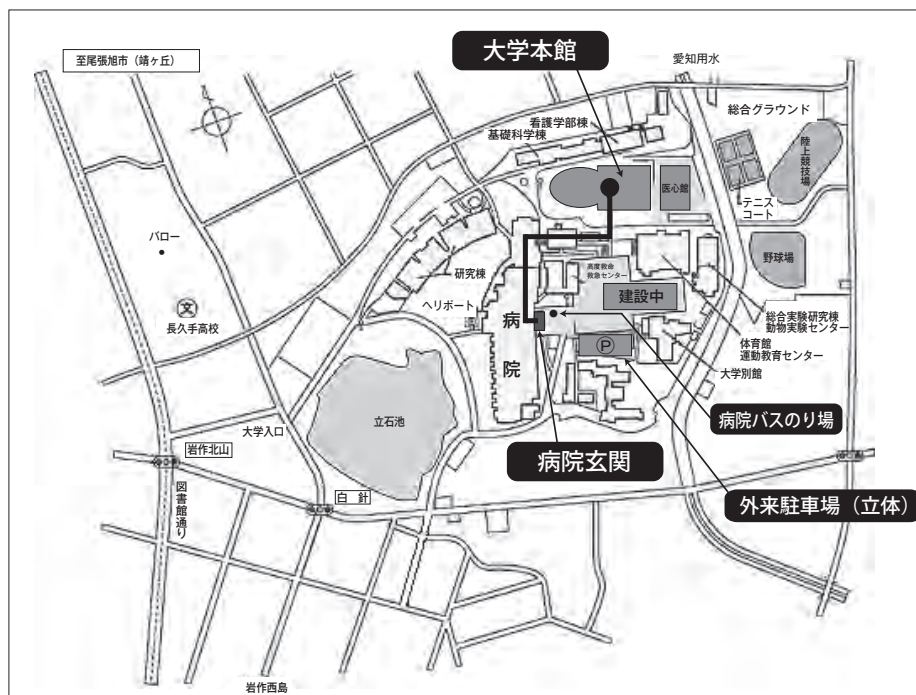 至尾張旭市（靖ヶ丘）
大学本館
愛知用水
総合グラウンド
看護学部棟
基礎科学棟
陸上競技場
医心館
テニス
コート
バロー
研究棟
高度救命
救急センター
野球場
ヘリポート
建設中
文
長久手高校
病院
総合実験研究棟
動物実験センター
P
体育館
運動教育センター
大学別館
立石池
大学入口
病院バスのり場
岩作北山
病院玄関
図書館通り
白針
外来駐車場（立体）
岩作西島